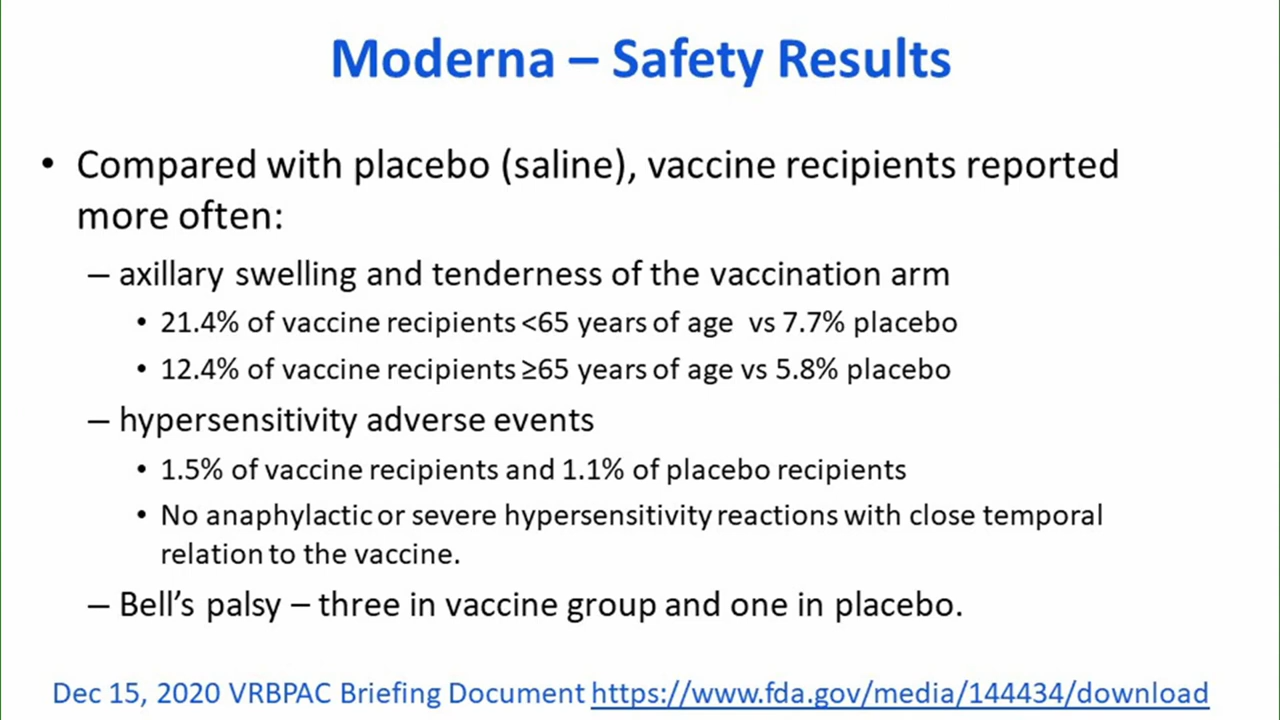 Moderna – Safety Results
• Compared with placebo (saline), vaccine recipients reported
more often:
– axillary swelling and tenderness of the vaccination arm
• 21.4% of vaccine recipients <65 years of age vs 7.7% placebo
• 12.4% of vaccine recipients ≥65 years of age vs 5.8% placebo
– hypersensitivity adverse events
• 1.5% of vaccine recipients and 1.1% of placebo recipients
• No anaphylactic or severe hypersensitivity reactions with close temporal
relation to the vaccine.
– Bell's palsy – three in vaccine group and one in placebo.
Dec 15, 2020 VRBPAC Briefing Document https://www.fda.gov/media/144434/download